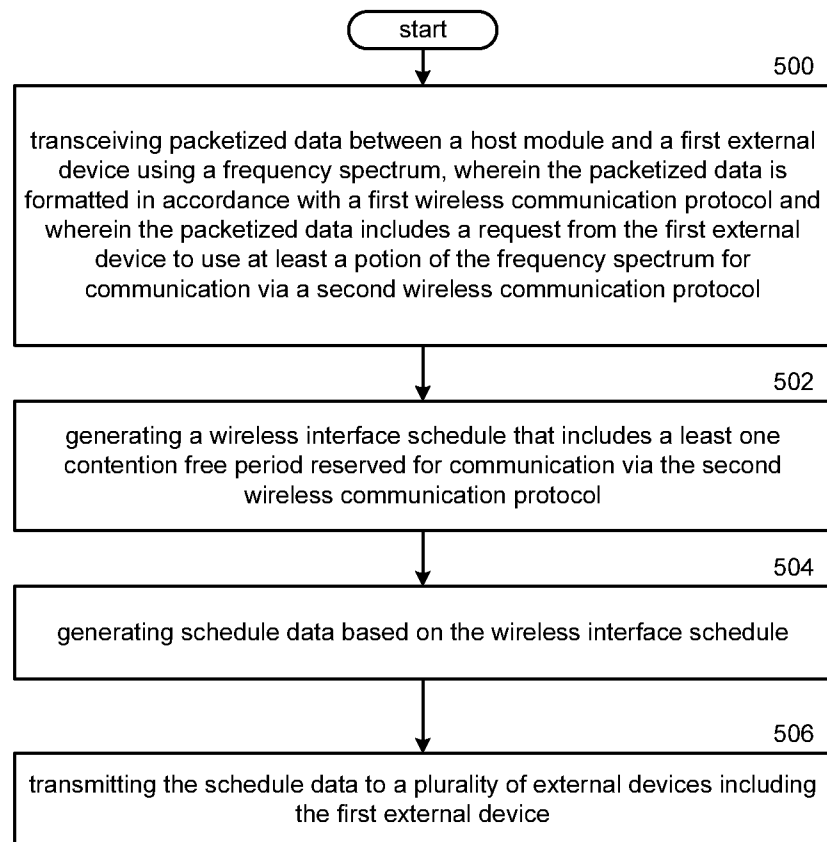 start
500
transceiving packetized data between a host module and a first external
device using a frequency spectrum, wherein the packetized data is
formatted in accordance with a first wireless communication protocol and
wherein the packetized data includes a request from the first external
device to use at least a potion of the frequency spectrum for
communication via a second wireless communication protocol
502
generating a wireless interface schedule that includes a least one
contention free period reserved for communication via the second
wireless communication protocol
504
generating schedule data based on the wireless interface schedule
506
transmitting the schedule data to a plurality of external devices including
the first external device